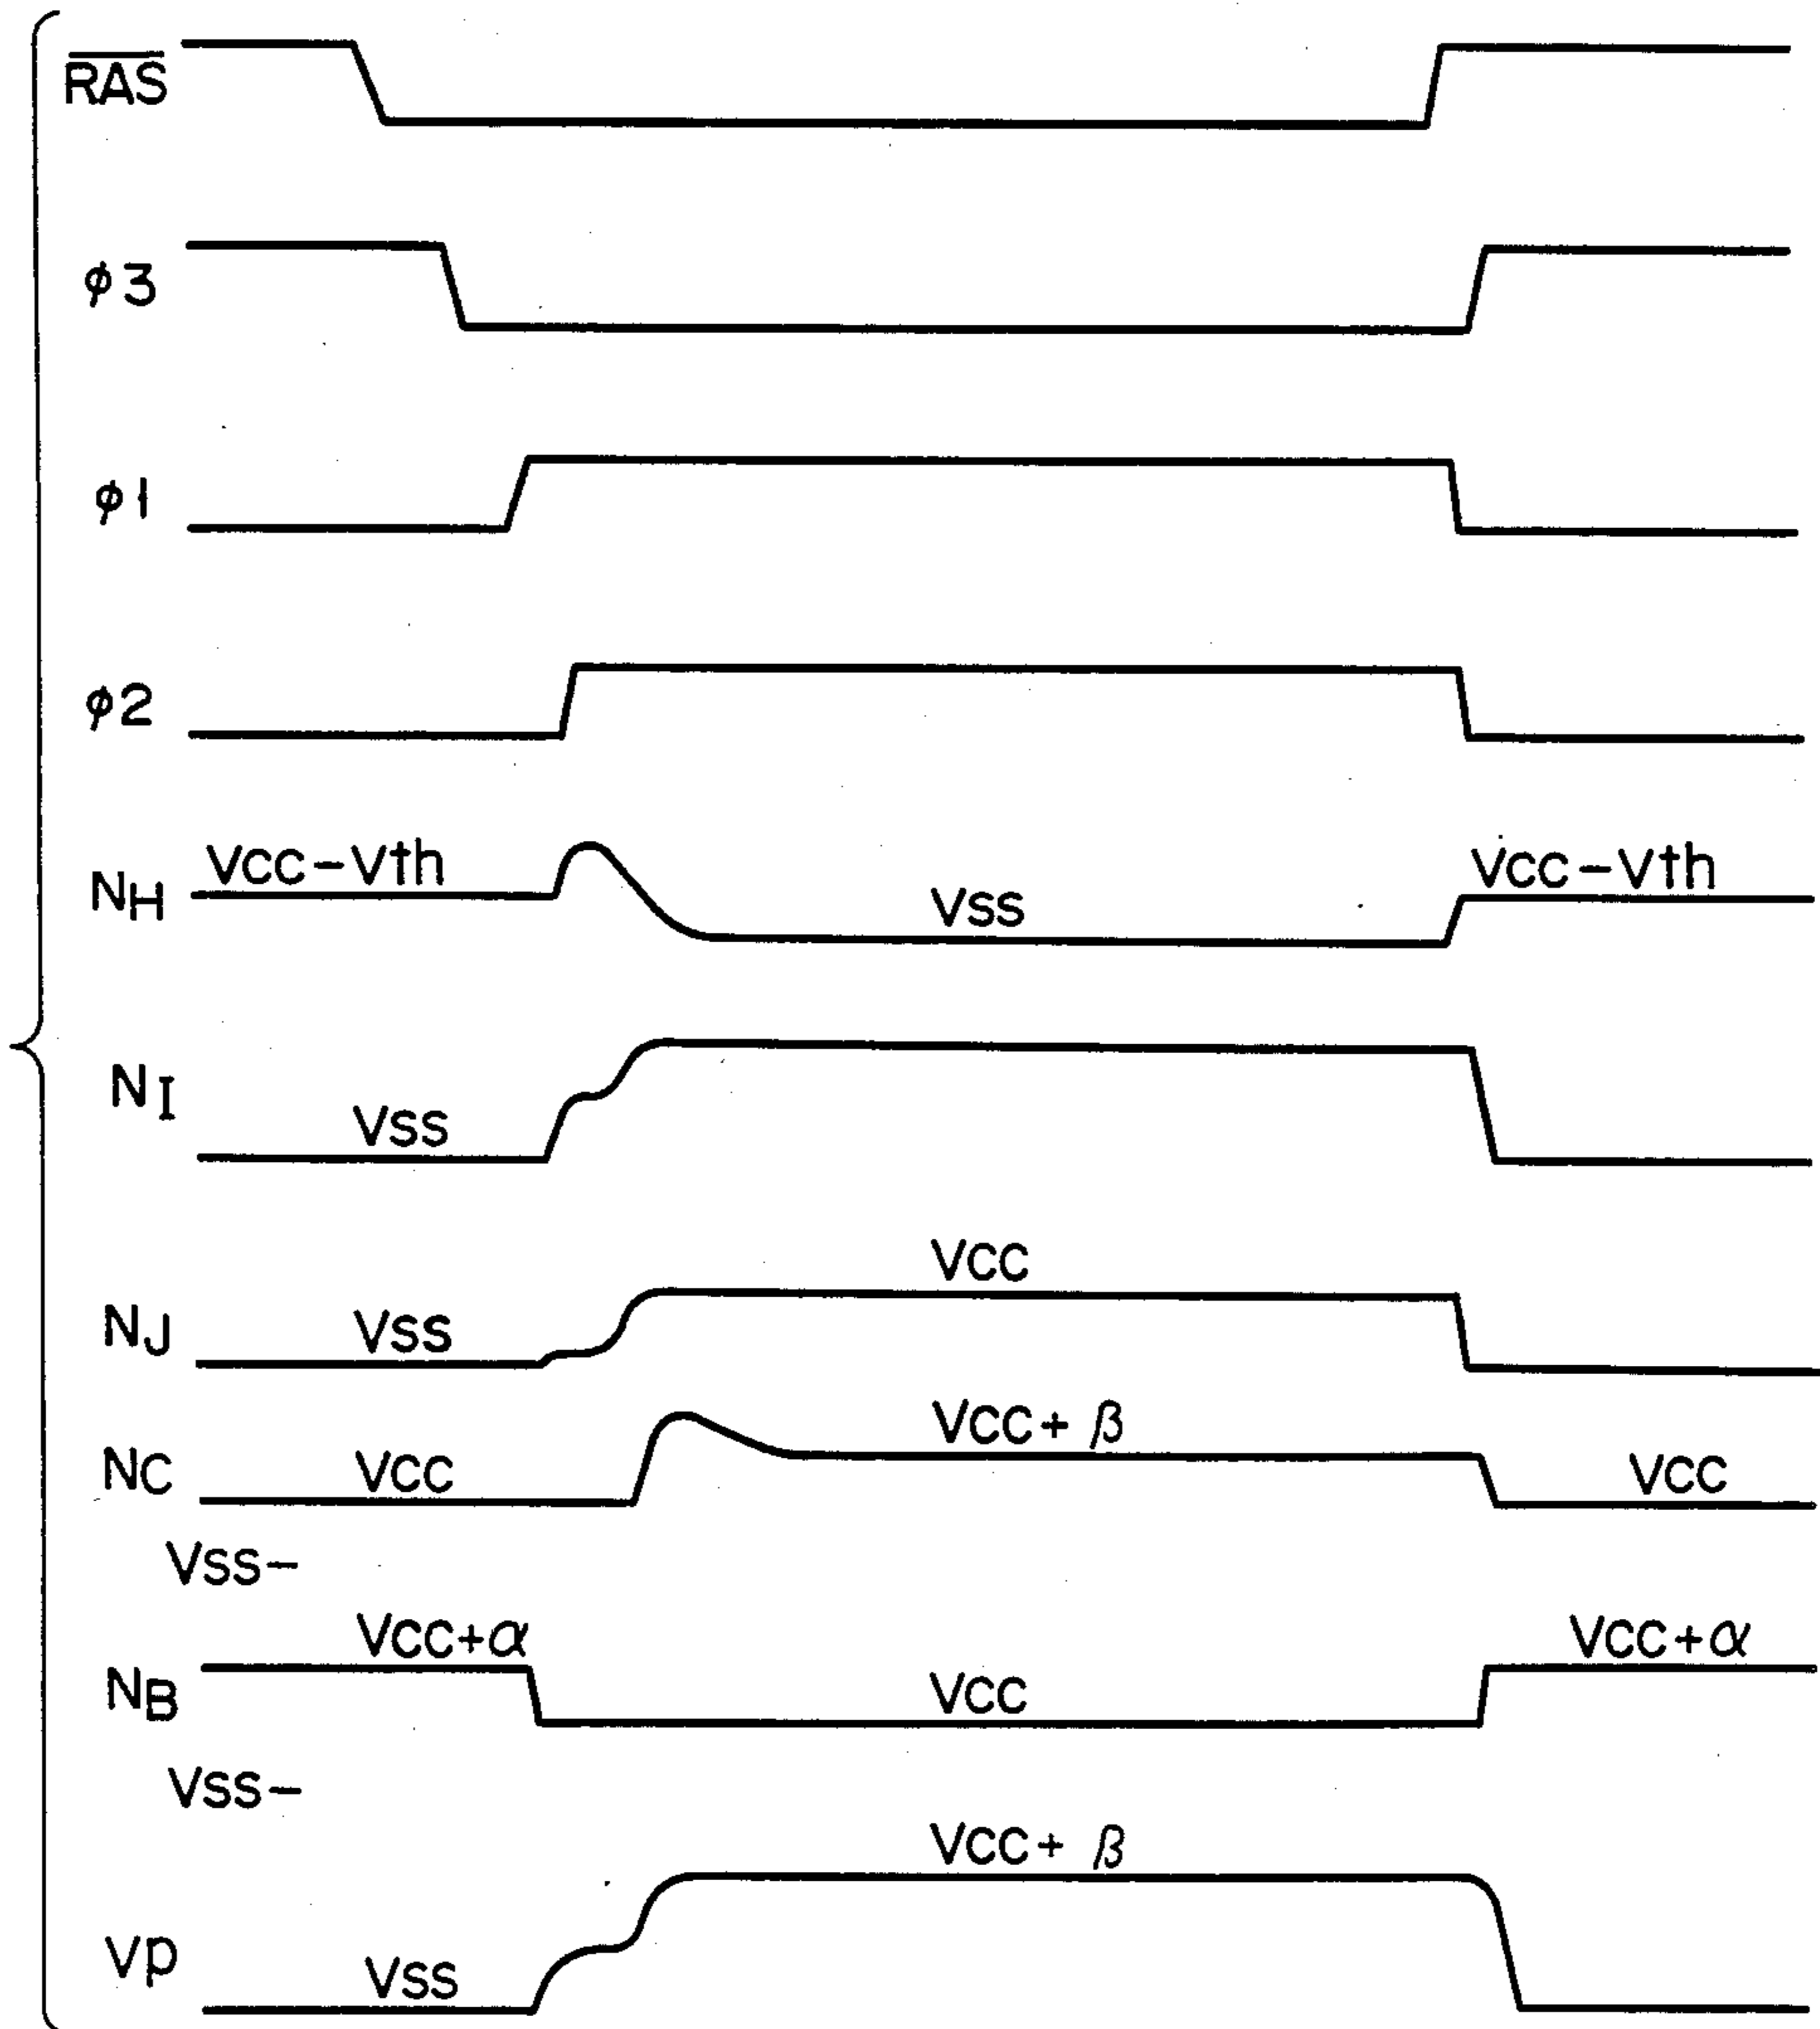 RAS
φ3
φ1
φ2
VCC-Vth VCC-Vth
NH VSS
NI
VSS
VCC
NJ VSS
VCC+ β
NC VCC VCC
VSS-
VCC+α VCC+α
NB VCC
VSS-
VCC+ β
VP VSS